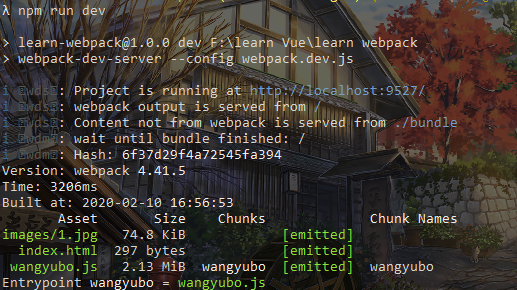 λ npm run dev
> learn-webpack@1.0.0 dev F:\learn Vue\learn webpack
> webpack-dev-server --config webpack.dev.js
i ｢wds｣: Project is running at http://localhost:9527/
i ｢wds｣: webpack output is served from /
i ｢wds｣: Content not from webpack is served from ./bundle
i ｢wdm｣: wait until bundle finished: /
i ｢wdm｣: Hash: 6f37d29f4a72545fa394
Version: webpack 4.41.5
Time: 3206ms
Built at: 2020-02-10 16:56:53
Asset Size Chunks Chunk Names
images/1.jpg 74.8 KiB [emitted]
index.html 297 bytes [emitted]
wangyubo.js 2.13 MiB wangyubo [emitted] wangyubo
Entrypoint wangyubo = wangyubo.js